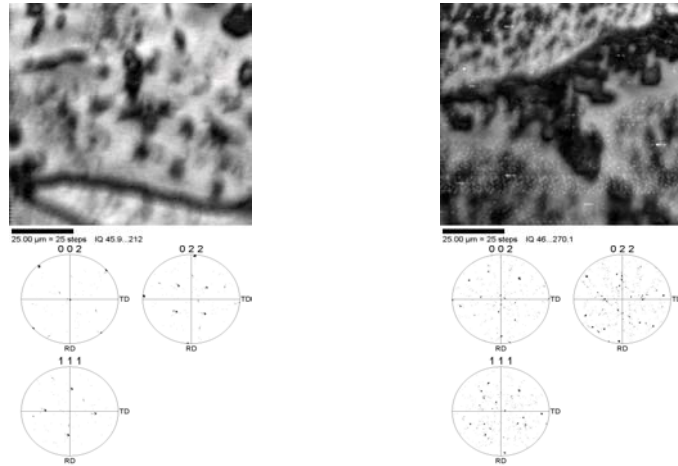 25.00 µm = 25 steps   IQ 45.9...212
0 0 2
0 2 2
TD
TD
RD
RD
1 1 1
TD
RD
25.00 µm = 25 steps   IQ 46...270.1
0 0 2
0 2 2
TD
TD
RD
RD
1 1 1
TD
RD